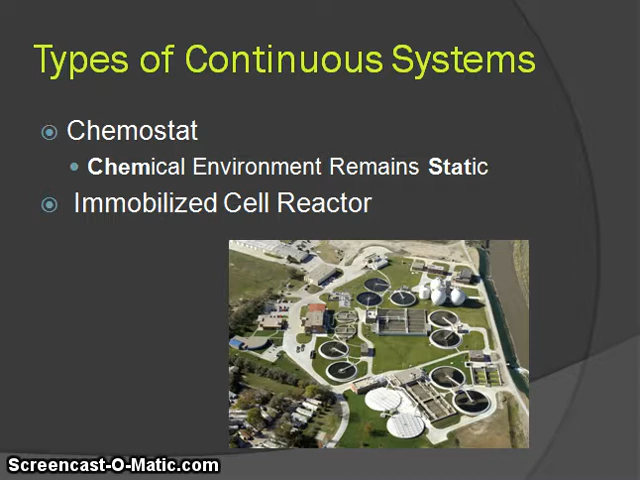 Types of Continuous Systems
Chemostat
Chemical Environment Remains Static
Immobilized Cell Reactor
Screencast-O-Matic.com